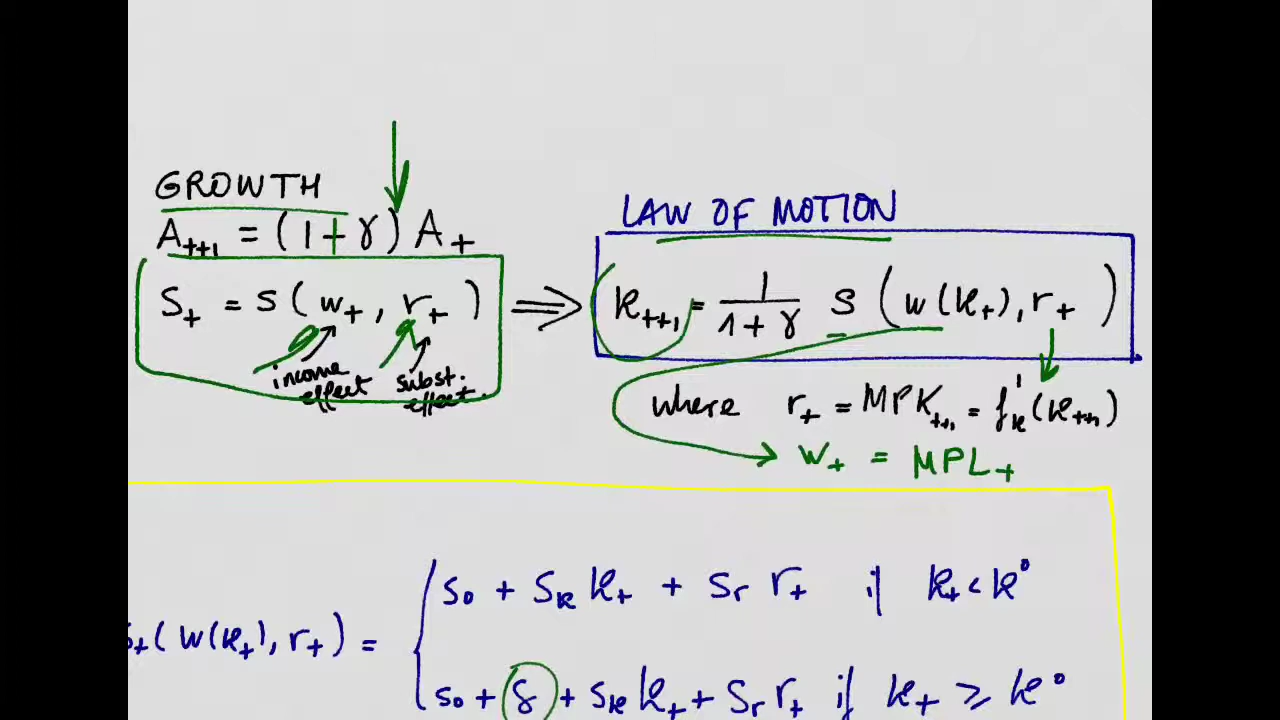 GROWTH
A_{t+1} = (1 + γ) A_t
S_t = s ( w_t , r_t )
income effect
subst. effect
⇒
LAW OF MOTION
k_{t+1} = \frac{1}{1 + γ} s ( w(k_t), r_t )
where r_t = MPK_{t+1} = f'_k (k_{t+1})
w_t = MPL_t
s_t ( w(k_t), r_t ) = {
s_0 + s_k k_t + s_r r_t if k_t < k°
s_0 + δ + s_k k_t + s_r r_t if k_t ⩾ k°